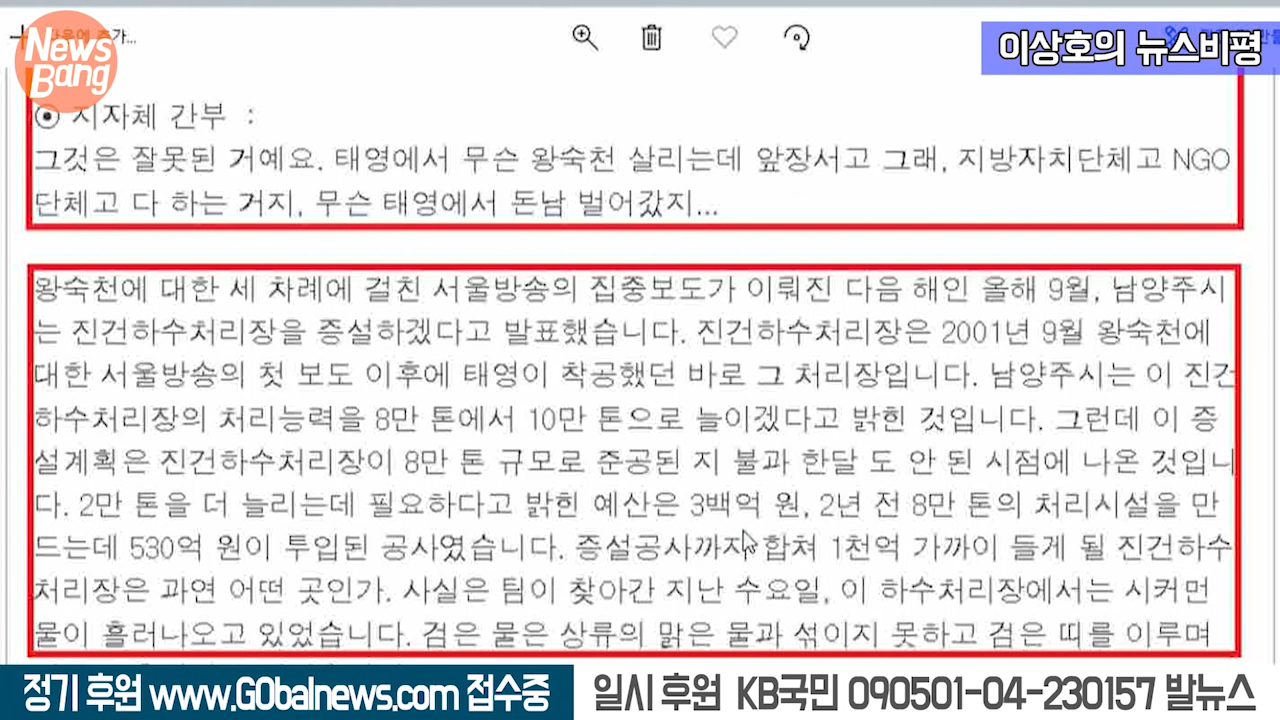 News
Bang
추가...
이상호의 뉴스비평
지자체 간부 :
그것은 잘못된 거예요. 태영에서 무슨 왕숙천 살리는데 앞장서고 그래, 지방자치단체고 NGO
단체고 다 하는 거지, 무슨 태영에서 돈남 벌어갔지...
왕숙천에 대한 세 차례에 걸친 서울방송의 집중보도가 이뤄진 다음 해인 올해 9월, 남양주시
는 진건하수처리장을 증설하겠다고 발표했습니다. 진건하수처리장은 2001년 9월 왕숙천에
대한 서울방송의 첫 보도 이후에 태영이 착공했던 바로 그 처리장입니다. 남양주시는 이 진건
하수처리장의 처리능력을 8만 톤에서 10만 톤으로 늘이겠다고 밝힌 것입니다. 그런데 이 증
설계획은 진건하수처리장이 8만 톤 규모로 준공된 지 불과 한달 도 안 된 시점에 나온 것입니
다. 2만 톤을 더 늘리는데 필요하다고 밝힌 예산은 3백억 원, 2년 전 8만 톤의 처리시설을 만
드는데 530억 원이 투입된 공사였습니다. 증설공사까지 합쳐 1천억 가까이 들게 될 진건하수
처리장은 과연 어떤 곳인가. 사실은 팀이 찾아간 지난 수요일, 이 하수처리장에서는 시커먼
물이 흘러나오고 있었습니다. 검은 물은 상류의 맑은 물과 섞이지 못하고 검은 띠를 이루며
정기 후원 www.GObalnews.com 접수중
일시 후원 KB국민 090501-04-230157 발뉴스